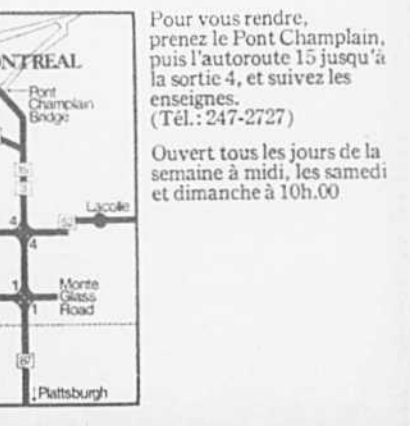 NTREAL
Pont
Champlain
Bridge
15
4
4
Lacolle
1
1
Monte
Glass
Road
87
Plattsburgh
Pour vous rendre,
prenez le Pont Champlain,
puis l'autoroute 15 jusqu'à
la sortie 4, et suivez les
enseignes.
(Tél.: 247-2727)
Ouvert tous les jours de la
semaine à midi, les samedi
et dimanche à 10h.00